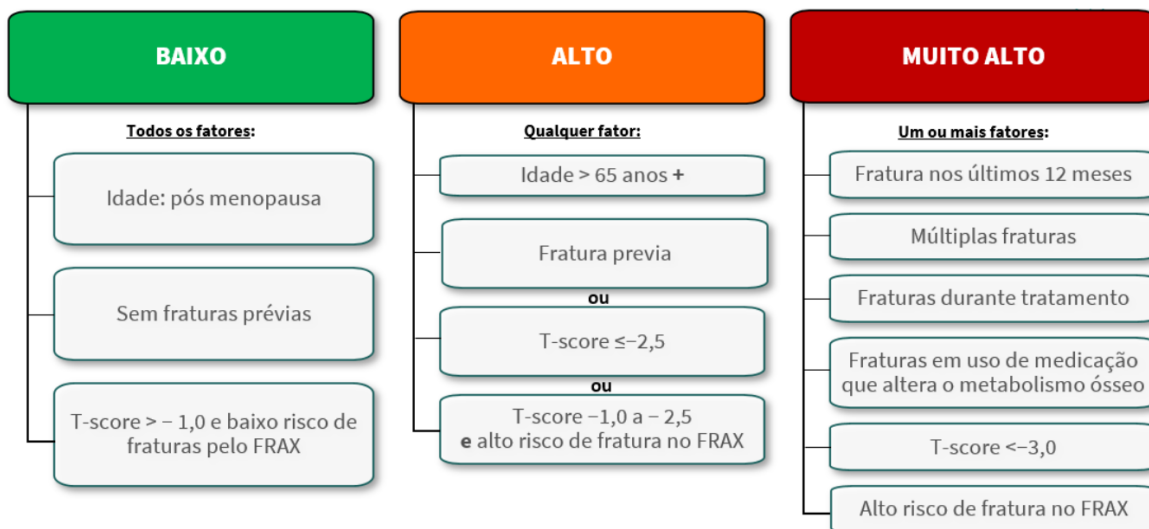 BAIXO
Todos os fatores:
Idade: pós menopausa
Sem fraturas prévias
T-score > − 1,0 e baixo risco de
fraturas pelo FRAX
ALTO
Qualquer fator:
Idade > 65 anos +
Fratura previa
ou
T-score ≤−2,5
ou
T-score −1,0 a − 2,5
e alto risco de fratura no FRAX
MUITO ALTO
Um ou mais fatores:
Fratura nos últimos 12 meses
Múltiplas fraturas
Fraturas durante tratamento
Fraturas em uso de medicação
que altera o metabolismo ósseo
T-score <−3,0
Alto risco de fratura no FRAX